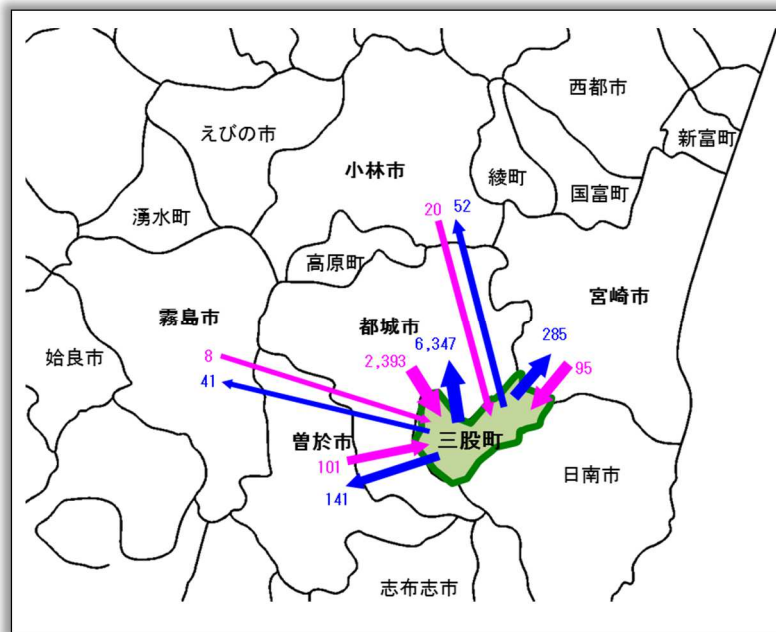 西都市
新富町
えびの市
小林市
綾町
国富町
湧水町
20
52
高原町
宮崎市
霧島市
都城市
285
6,347
姶良市
8
2,393
95
41
曽於市
三股町
101
日南市
141
志布志市